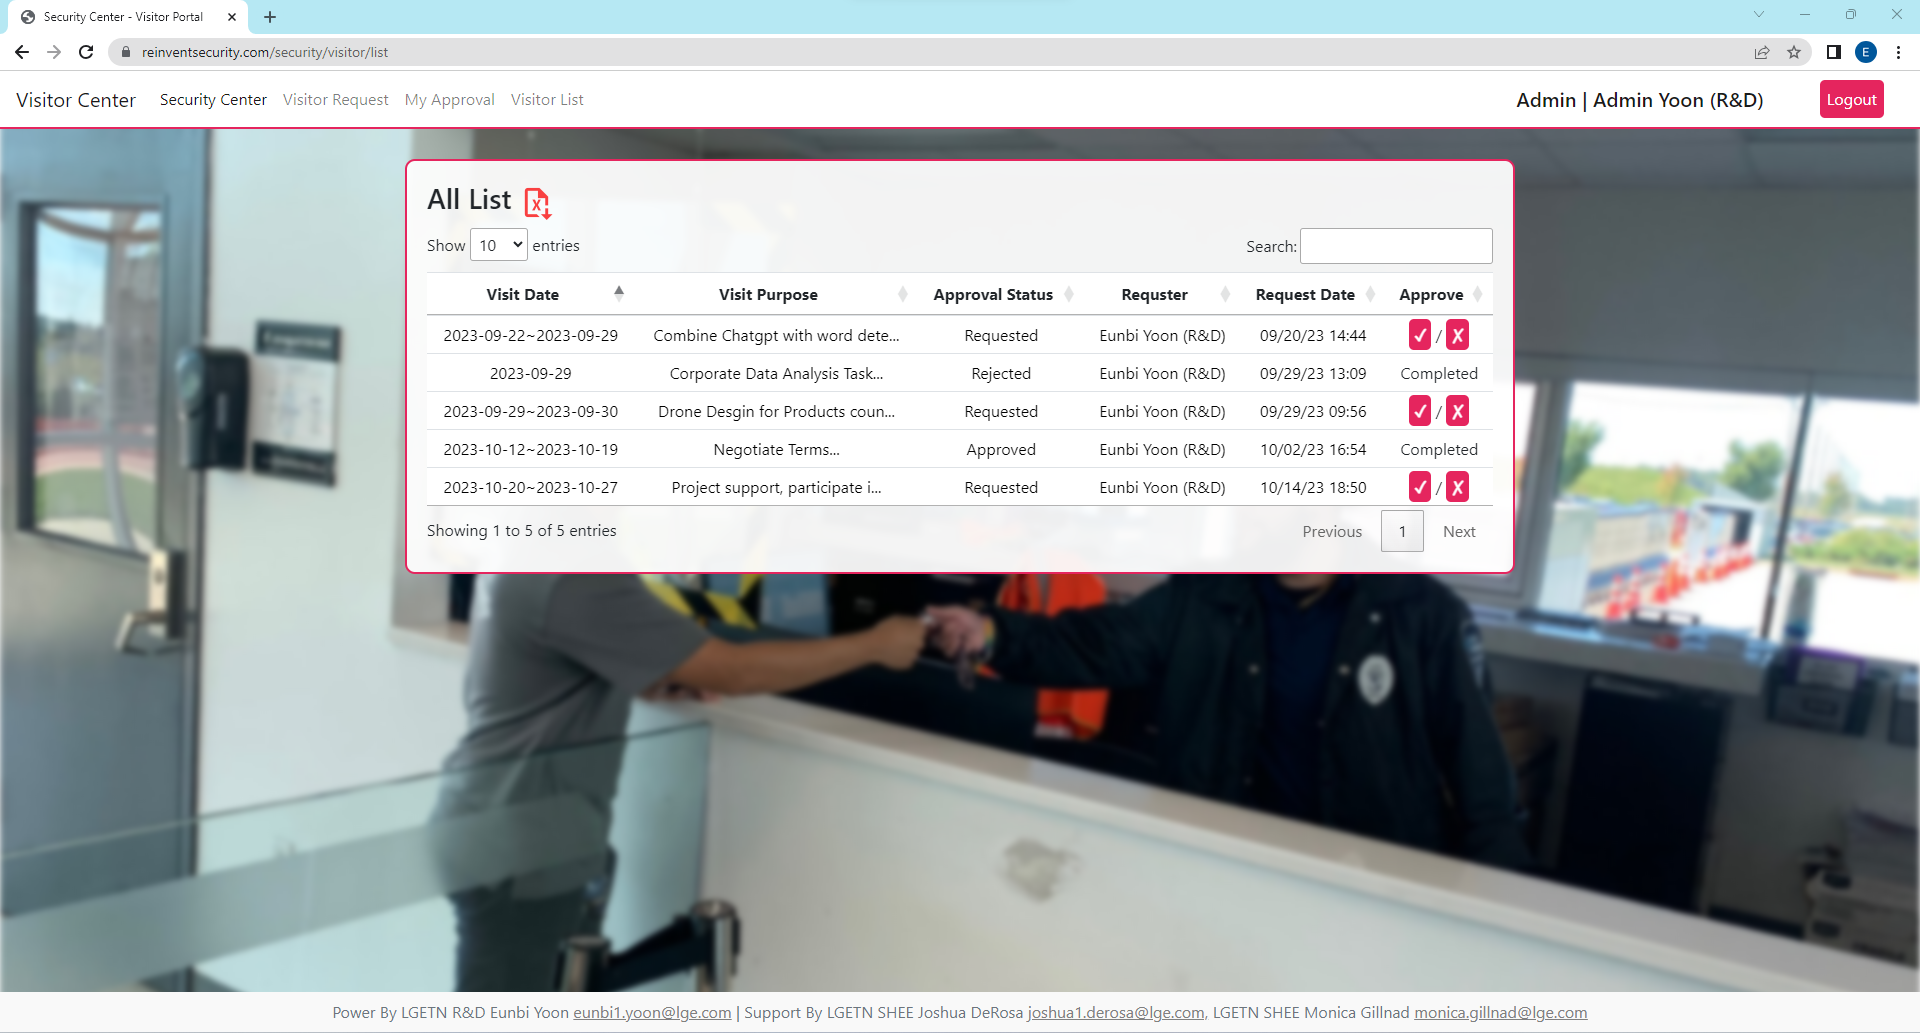 Security Center - Visitor Portal
reinventsecurity.com/security/visitor/list
E
Visitor Center Security Center Visitor Request My Approval Visitor List Admin | Admin Yoon (R&D) Logout
All List
Show 10 entries Search:
Visit Date Visit Purpose Approval Status Requster Request Date Approve
2023-09-22~2023-09-29 Combine Chatgpt with word dete... Requested Eunbi Yoon (R&D) 09/20/23 14:44 ✓ / X
2023-09-29 Corporate Data Analysis Task... Rejected Eunbi Yoon (R&D) 09/29/23 13:09 Completed
2023-09-29~2023-09-30 Drone Desgin for Products coun... Requested Eunbi Yoon (R&D) 09/29/23 09:56 ✓ / X
2023-10-12~2023-10-19 Negotiate Terms... Approved Eunbi Yoon (R&D) 10/02/23 16:54 Completed
2023-10-20~2023-10-27 Project support, participate i... Requested Eunbi Yoon (R&D) 10/14/23 18:50 ✓ / X
Showing 1 to 5 of 5 entries Previous 1 Next
Power By LGETN R&D Eunbi Yoon eunbi1.yoon@lge.com | Support By LGETN SHEE Joshua DeRosa joshua1.derosa@lge.com, LGETN SHEE Monica Gillnad monica.gillnad@lge.com